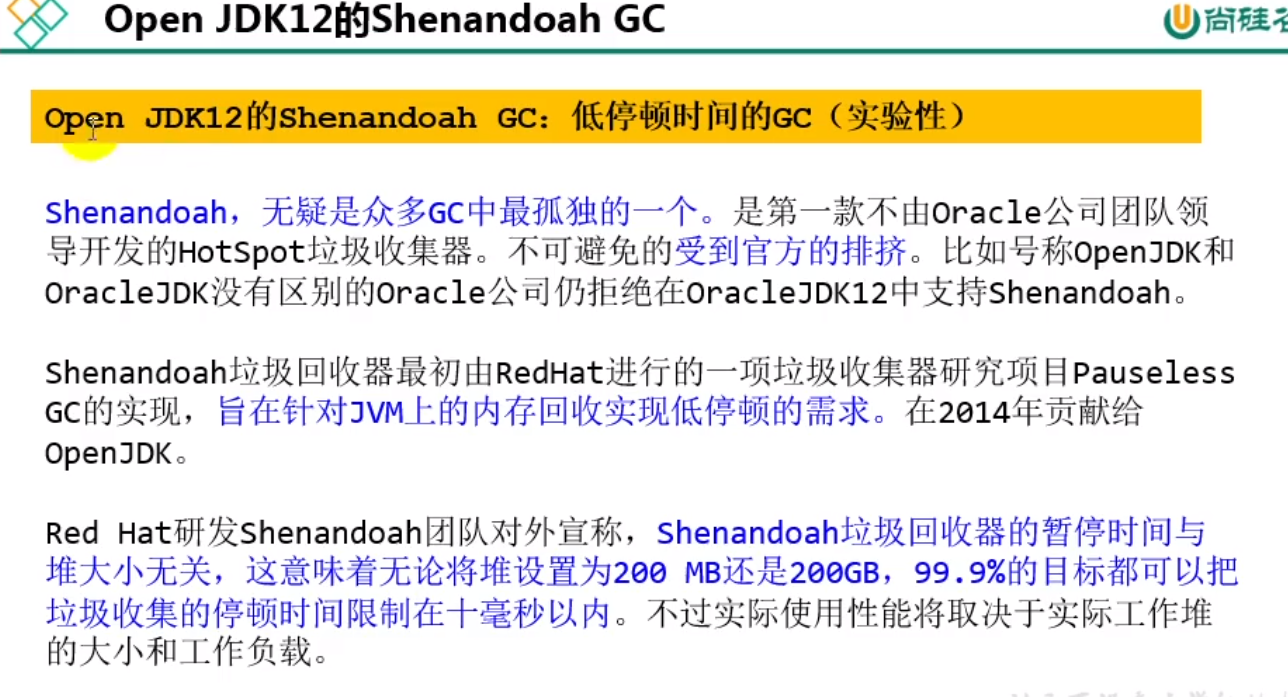 Open JDK12的Shenandoah GC
尚硅谷
Open JDK12的Shenandoah GC：低停顿时间的GC（实验性）
Shenandoah，无疑是众多GC中最孤独的一个。是第一款不由Oracle公司团队领
导开发的HotSpot垃圾收集器。不可避免的受到官方的排挤。比如号称OpenJDK和
OracleJDK没有区别的Oracle公司仍拒绝在OracleJDK12中支持Shenandoah。
Shenandoah垃圾回收器最初由RedHat进行的一项垃圾收集器研究项目Pauseless
GC的实现，旨在针对JVM上的内存回收实现低停顿的需求。在2014年贡献给
OpenJDK。
Red Hat研发Shenandoah团队对外宣称，Shenandoah垃圾回收器的暂停时间与
堆大小无关，这意味着无论将堆设置为200 MB还是200GB，99.9%的目标都可以把
垃圾收集的停顿时间限制在十毫秒以内。不过实际使用性能将取决于实际工作堆
的大小和工作负载。